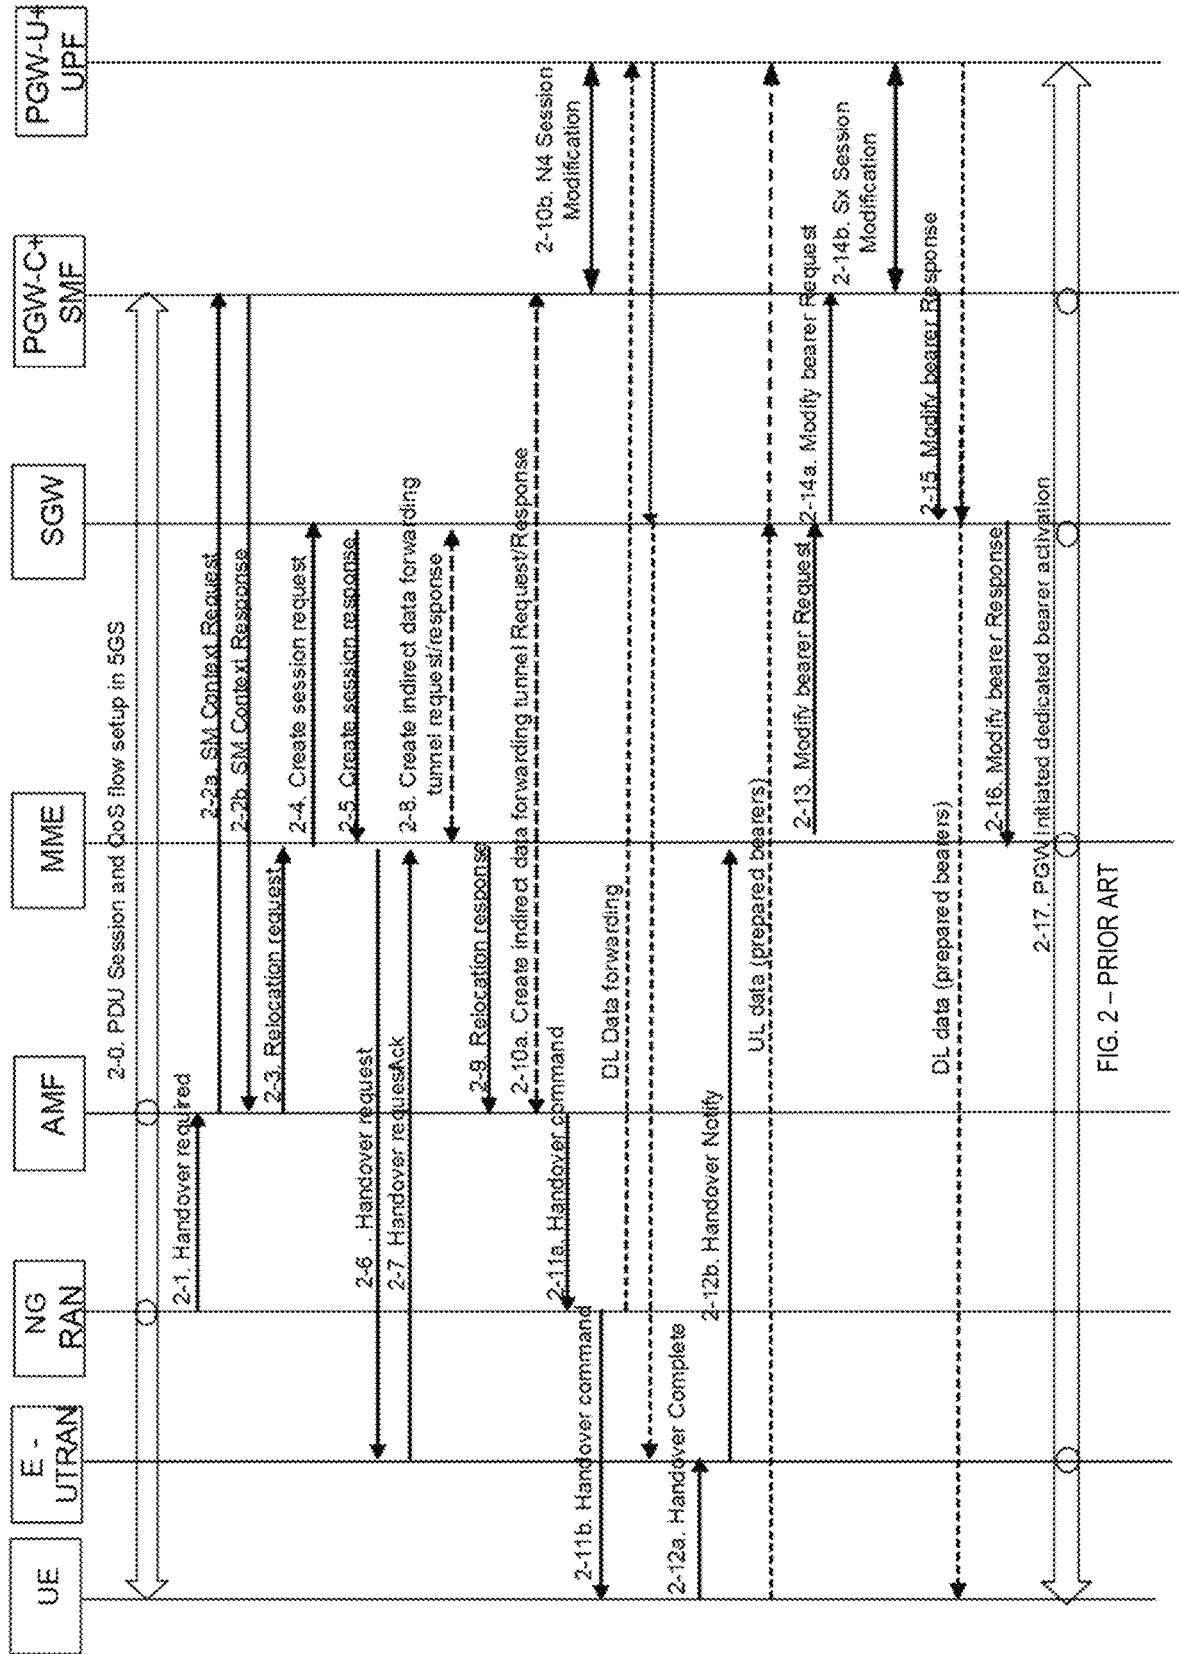 UE
E -
UTRAN
NG
RAN
AMF
MME
SGW
PGW-C+
SMF
PGW-U+
UPF
2-0. PDU Session and QoS flow setup in 5GS
2-1. Handover required
2-2a. SM Context Request
2-2b. SM Context Response
2-3. Relocation request
2-4. Create session request
2-5. Create session response
2-6 . Handover request
2-7. Handover request Ack
2-8. Create indirect data forwarding
tunnel request/response
2-9. Relocation response
2-10a. Create indirect data forwarding tunnel Request/Response
2-10b. N4 Session
Modification
2-11a. Handover command
2-11b. Handover command
DL Data forwarding
2-12a. Handover Complete
2-12b. Handover Notify
UL data (prepared bearers)
2-13. Modify bearer Request
2-14a. Modify bearer Request
2-14b. Sx Session
Modification
2-15. Modify bearer Response
DL data (prepared bearers)
2-16. Modify bearer Response
2-17. PGW Initiated dedicated bearer activation
FIG. 2 – PRIOR ART